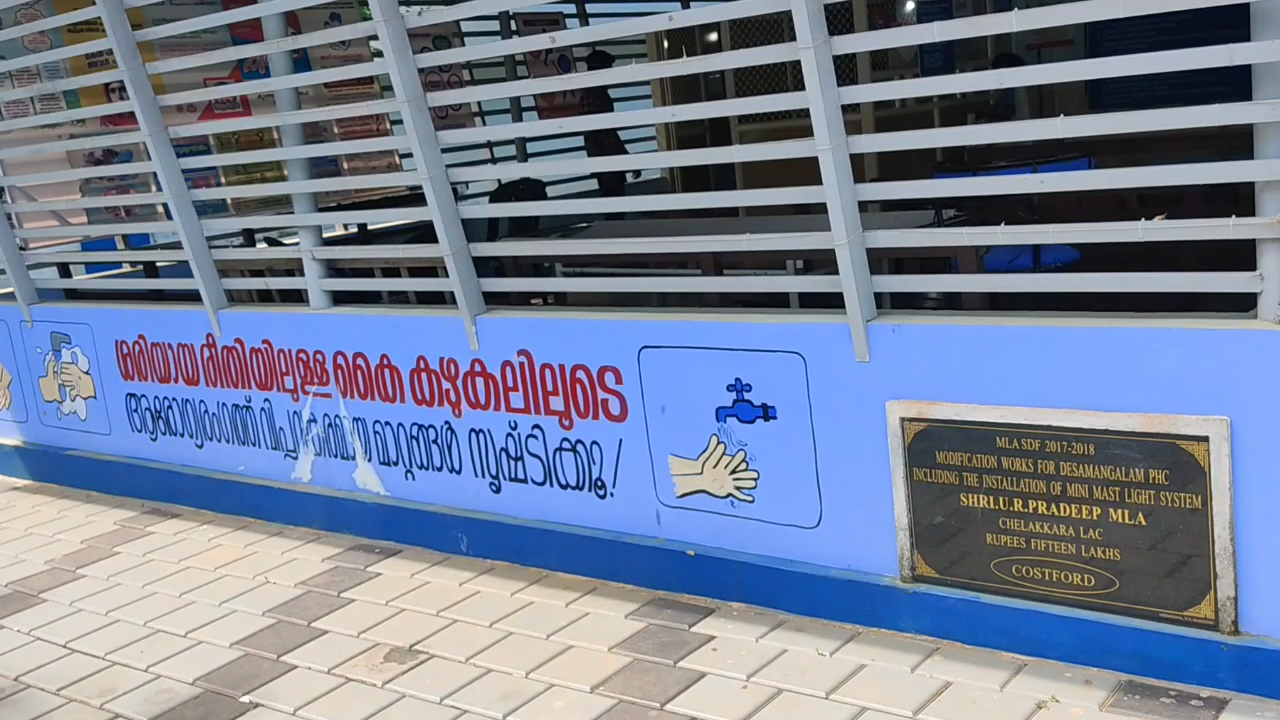 ശരിയായ രീതിയിലുള്ള കൈ കഴുകലിലൂടെ
ആരോഗ്യരംഗത്ത് വിപ്ലവകരമായ മാറ്റങ്ങൾ സൃഷ്ടിക്കൂ!
MLA SDF 2017-2018
MODIFICATION WORKS FOR DESAMANGALAM PHC
INCLUDING THE INSTALLATION OF MINI MAST LIGHT SYSTEM
SHRI.U.R.PRADEEP MLA
CHELAKKARA LAC
RUPEES FIFTEEN LAKHS
COSTFORD